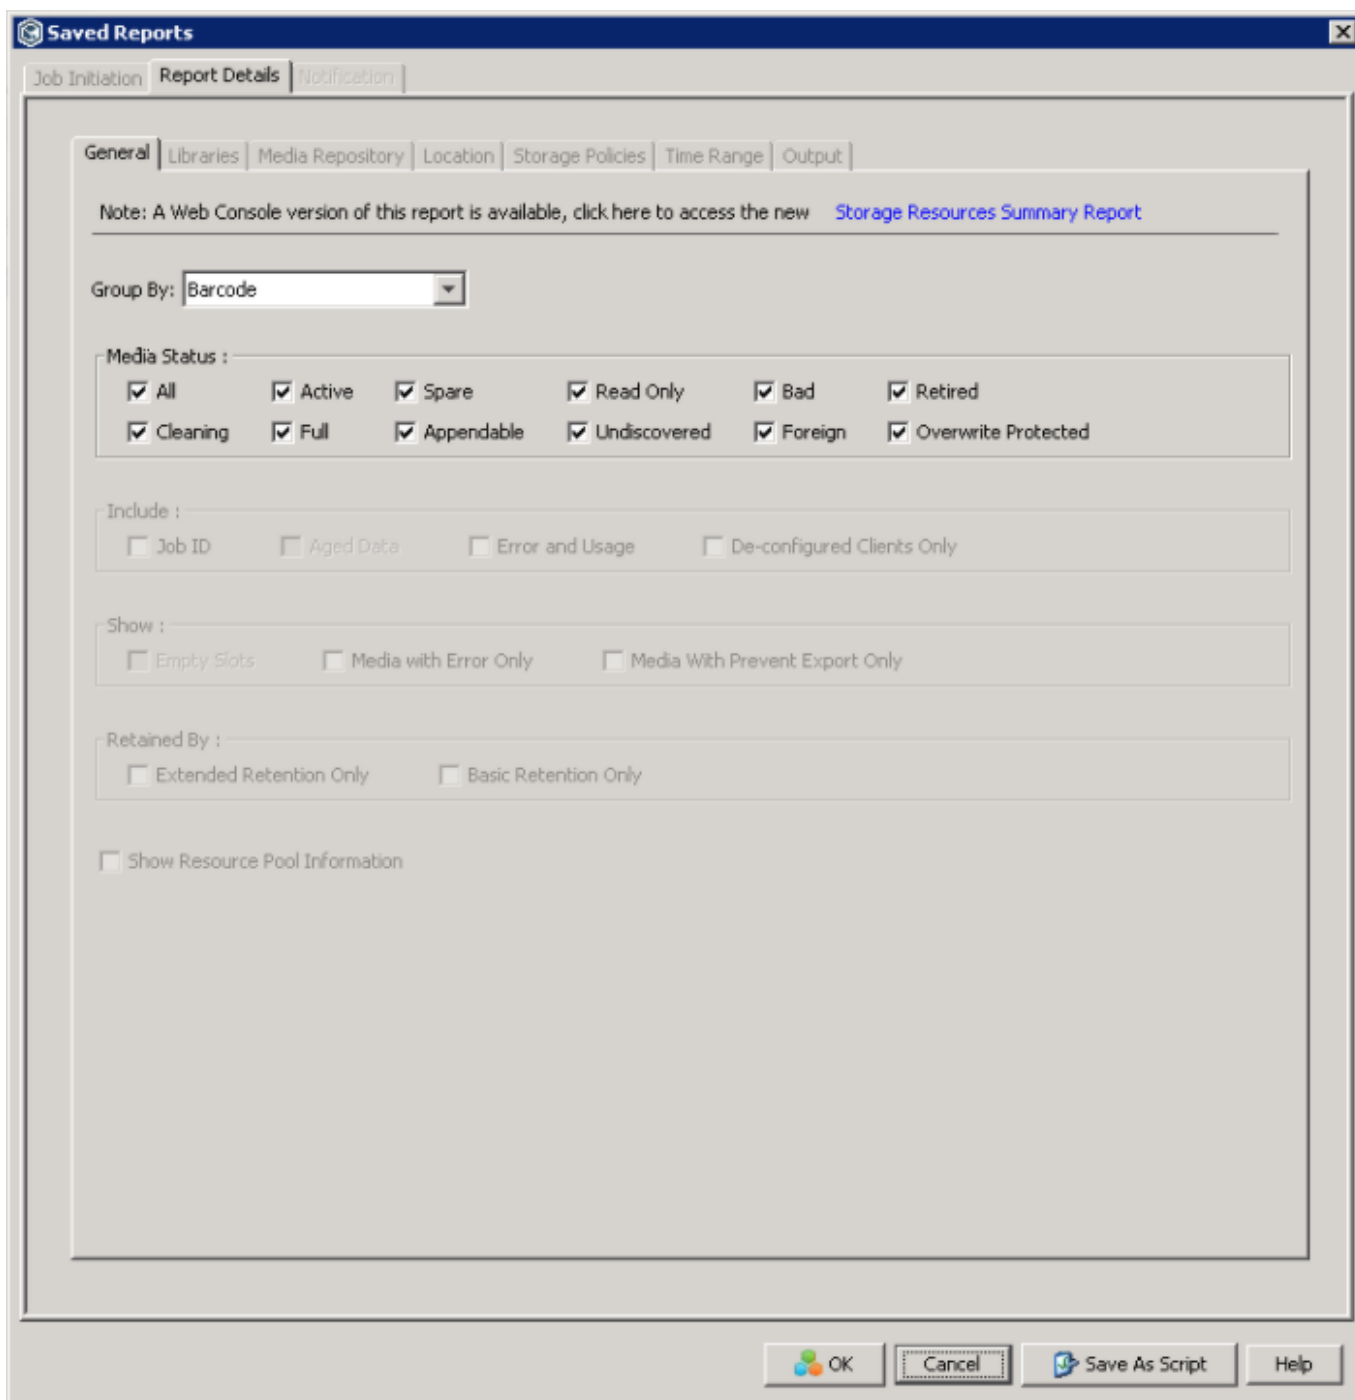 Saved Reports
Job Initiation Report Details Notification
General Libraries Media Repository Location Storage Policies Time Range Output
Note: A Web Console version of this report is available, click here to access the new Storage Resources Summary Report
Group By: Barcode
Media Status :
All Active Spare Read Only Bad Retired
Cleaning Full Appendable Undiscovered Foreign Overwrite Protected
Include :
Job ID Aged Data Error and Usage De-configured Clients Only
Show :
Empty Slots Media with Error Only Media With Prevent Export Only
Retained By :
Extended Retention Only Basic Retention Only
Show Resource Pool Information
OK Cancel Save As Script Help